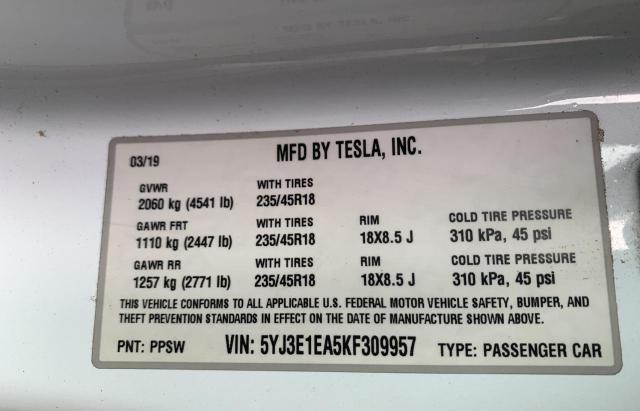 03/19 MFD BY TESLA, INC.
GVWR WITH TIRES
2060 kg (4541 lb) 235/45R18
GAWR FRT WITH TIRES RIM COLD TIRE PRESSURE
1110 kg (2447 lb) 235/45R18 18X8.5 J 310 kPa, 45 psi
GAWR RR WITH TIRES RIM COLD TIRE PRESSURE
1257 kg (2771 lb) 235/45R18 18X8.5 J 310 kPa, 45 psi
THIS VEHICLE CONFORMS TO ALL APPLICABLE U.S. FEDERAL MOTOR VEHICLE SAFETY, BUMPER, AND
THEFT PREVENTION STANDARDS IN EFFECT ON THE DATE OF MANUFACTURE SHOWN ABOVE.
PNT: PPSW VIN: 5YJ3E1EA5KF309957 TYPE: PASSENGER CAR